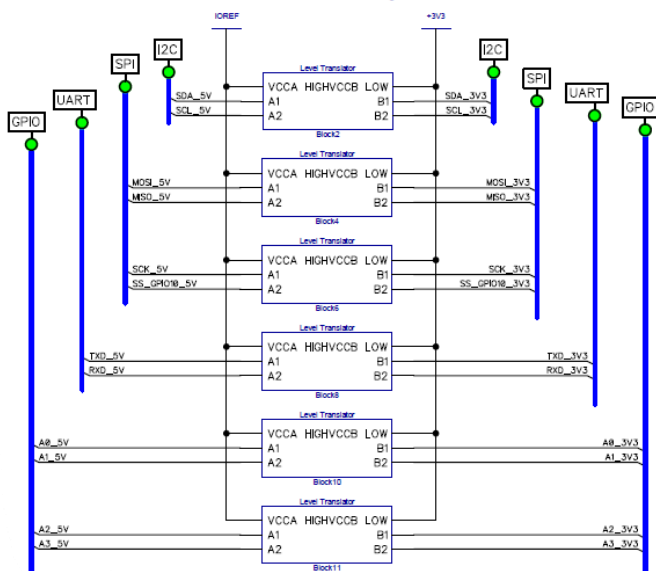 IOREF +3V3
I2C I2C
SPI SPI
UART UART
GPIO GPIO
Level Translator
VCCA HIGHVCCB LOW
SDA_5V A1 B1 SDA_3V3
SCL_5V A2 B2 SCL_3V3
Block2
Level Translator
VCCA HIGHVCCB LOW
MOSI_5V A1 B1 MOSI_3V3
MISO_5V A2 B2 MISO_3V3
Block4
Level Translator
VCCA HIGHVCCB LOW
SCK_5V A1 B1 SCK_3V3
SS_GPIO10_5V A2 B2 SS_GPIO10_3V3
Block6
Level Translator
VCCA HIGHVCCB LOW
TXD_5V A1 B1 TXD_3V3
RXD_5V A2 B2 RXD_3V3
Block8
Level Translator
VCCA HIGHVCCB LOW
A0_5V A1 B1 A0_3V3
A1_5V A2 B2 A1_3V3
Block10
Level Translator
VCCA HIGHVCCB LOW
A2_5V A1 B1 A2_3V3
A3_5V A2 B2 A3_3V3
Block11